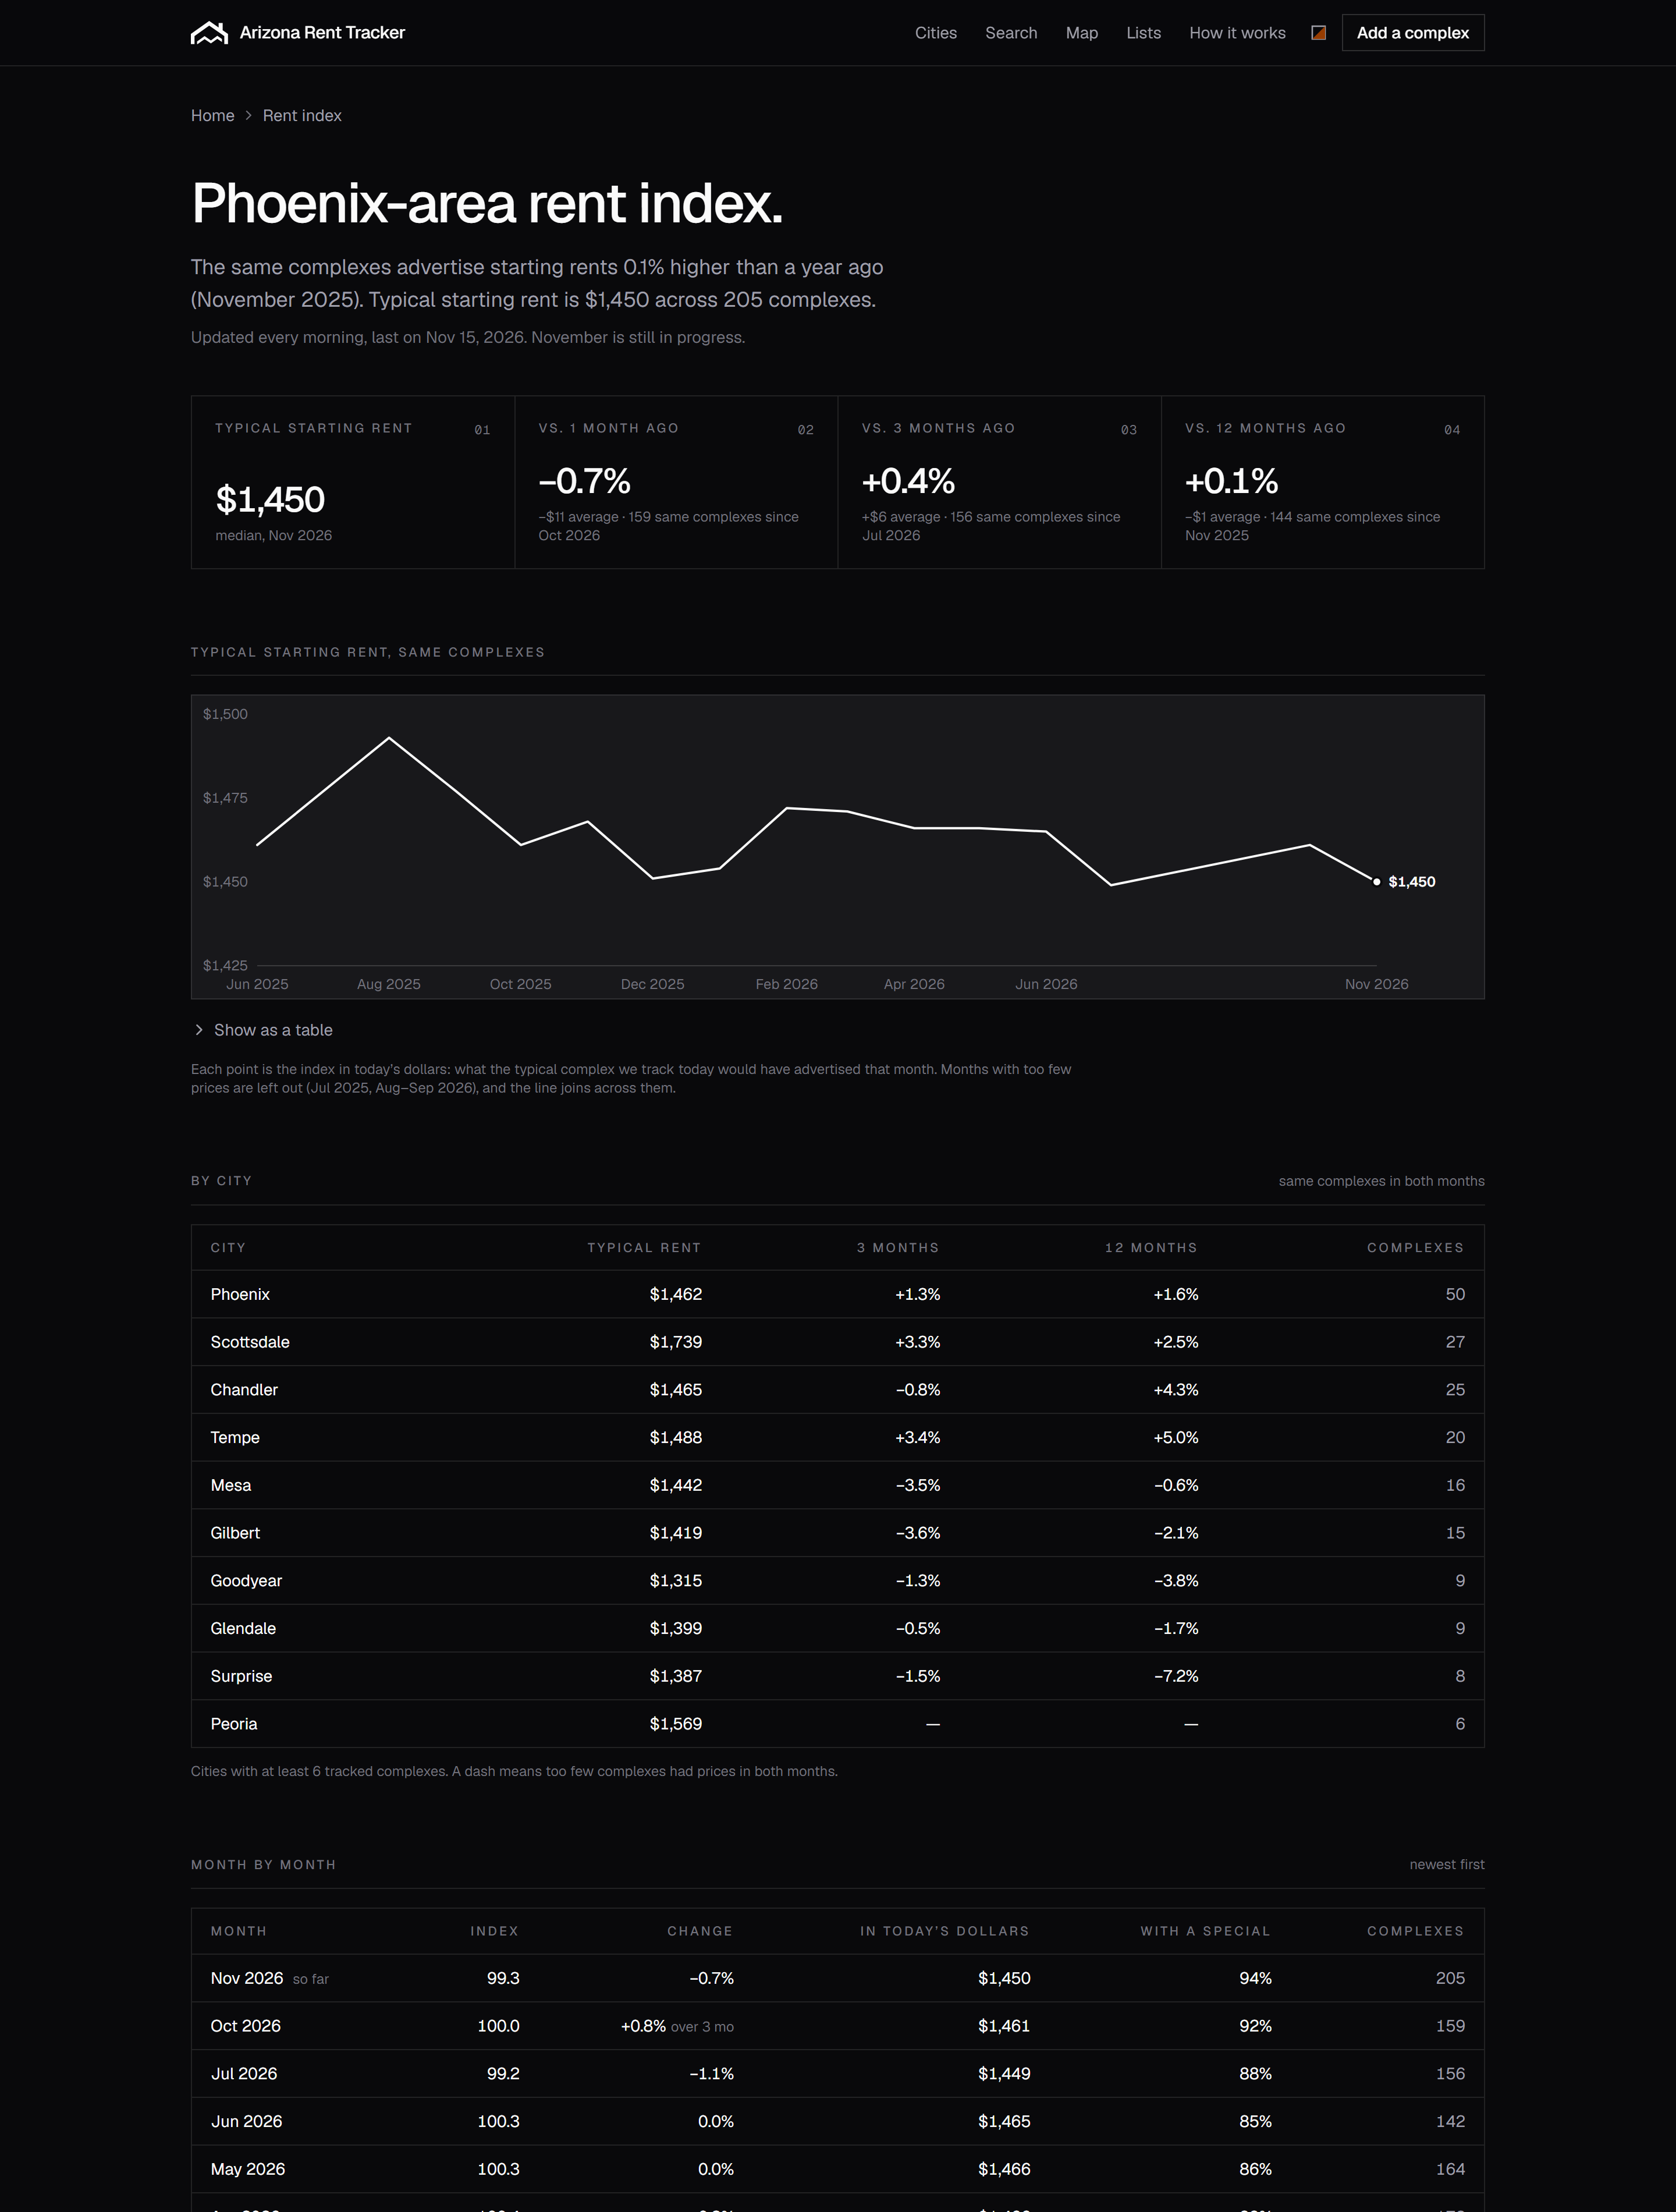 Arizona Rent Tracker
Cities Search Map Lists How it works Add a complex
Home > Rent index
Phoenix-area rent index.
The same complexes advertise starting rents 0.1% higher than a year ago
(November 2025). Typical starting rent is $1,450 across 205 complexes.
Updated every morning, last on Nov 15, 2026. November is still in progress.
TYPICAL STARTING RENT 01
$1,450
median, Nov 2026
VS. 1 MONTH AGO 02
−0.7%
−$11 average · 159 same complexes since
Oct 2026
VS. 3 MONTHS AGO 03
+0.4%
+$6 average · 156 same complexes since
Jul 2026
VS. 12 MONTHS AGO 04
+0.1%
−$1 average · 144 same complexes since
Nov 2025
TYPICAL STARTING RENT, SAME COMPLEXES
$1,500
$1,475
$1,450
$1,450
$1,425
Jun 2025 Aug 2025 Oct 2025 Dec 2025 Feb 2026 Apr 2026 Jun 2026 Nov 2026
Show as a table
Each point is the index in today's dollars: what the typical complex we track today would have advertised that month. Months with too few
prices are left out (Jul 2025, Aug–Sep 2026), and the line joins across them.
BY CITY same complexes in both months
CITY TYPICAL RENT 3 MONTHS 12 MONTHS COMPLEXES
Phoenix $1,462 +1.3% +1.6% 50
Scottsdale $1,739 +3.3% +2.5% 27
Chandler $1,465 −0.8% +4.3% 25
Tempe $1,488 +3.4% +5.0% 20
Mesa $1,442 −3.5% −0.6% 16
Gilbert $1,419 −3.6% −2.1% 15
Goodyear $1,315 −1.3% −3.8% 9
Glendale $1,399 −0.5% −1.7% 9
Surprise $1,387 −1.5% −7.2% 8
Peoria $1,569 — — 6
Cities with at least 6 tracked complexes. A dash means too few complexes had prices in both months.
MONTH BY MONTH newest first
MONTH INDEX CHANGE IN TODAY'S DOLLARS WITH A SPECIAL COMPLEXES
Nov 2026 so far 99.3 −0.7% $1,450 94% 205
Oct 2026 100.0 +0.8% over 3 mo $1,461 92% 159
Jul 2026 99.2 −1.1% $1,449 88% 156
Jun 2026 100.3 0.0% $1,465 85% 142
May 2026 100.3 0.0% $1,466 86% 164